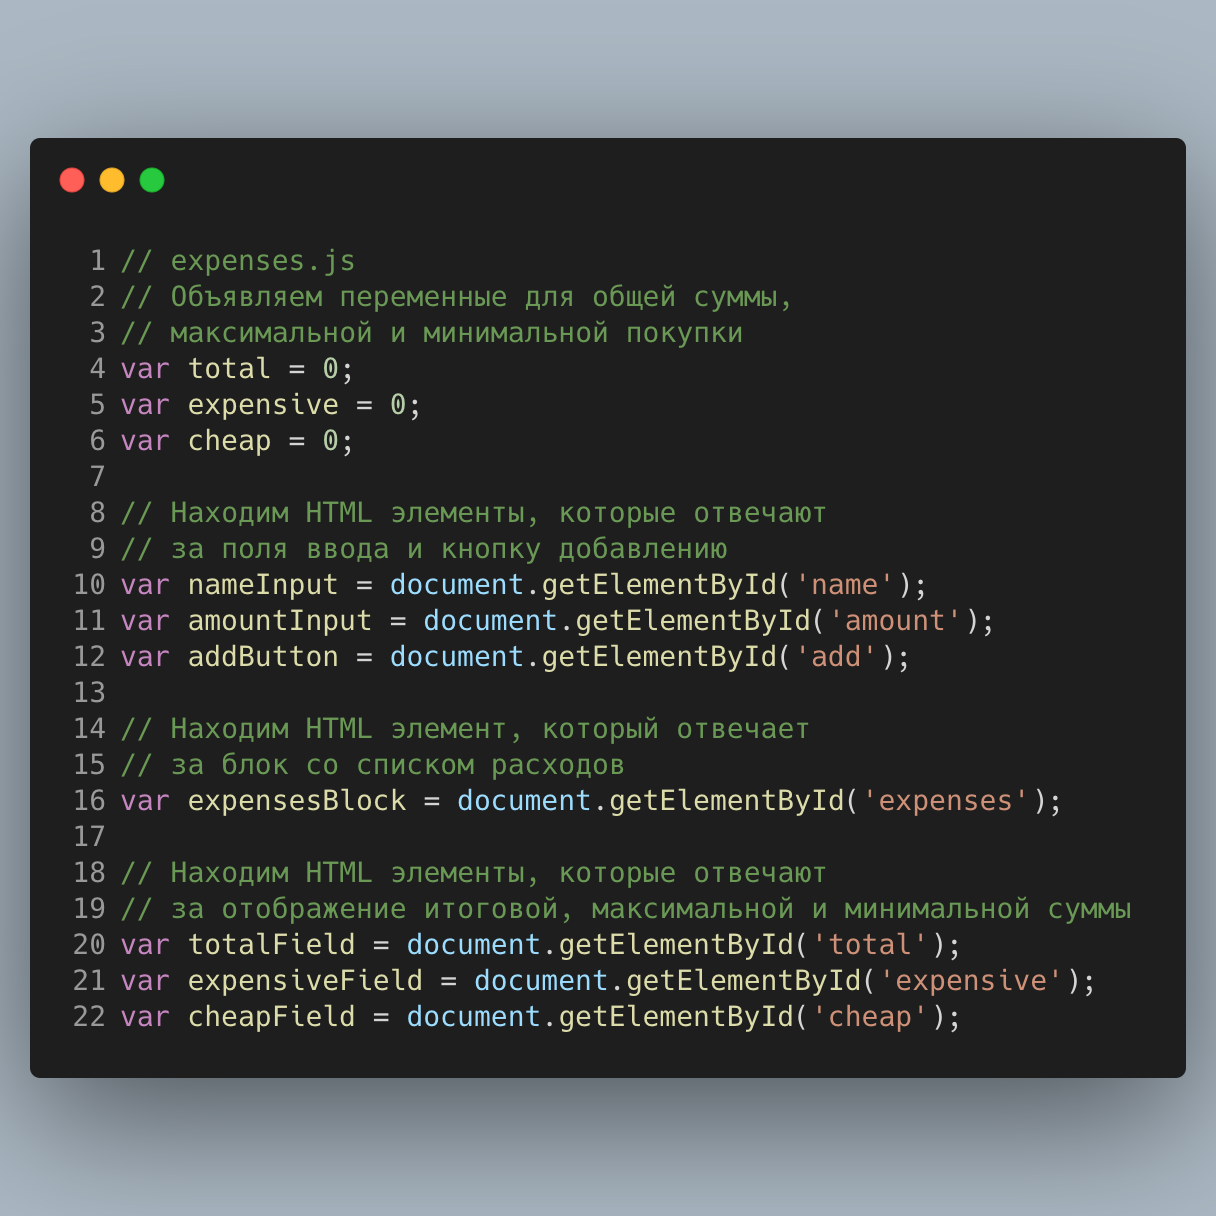 1 // expenses.js
2 // Объявляем переменные для общей суммы,
3 // максимальной и минимальной покупки
4 var total = 0;
5 var expensive = 0;
6 var cheap = 0;
7
8 // Находим HTML элементы, которые отвечают
9 // за поля ввода и кнопку добавлению
10 var nameInput = document.getElementById('name');
11 var amountInput = document.getElementById('amount');
12 var addButton = document.getElementById('add');
13
14 // Находим HTML элемент, который отвечает
15 // за блок со списком расходов
16 var expensesBlock = document.getElementById('expenses');
17
18 // Находим HTML элементы, которые отвечают
19 // за отображение итоговой, максимальной и минимальной суммы
20 var totalField = document.getElementById('total');
21 var expensiveField = document.getElementById('expensive');
22 var cheapField = document.getElementById('cheap');